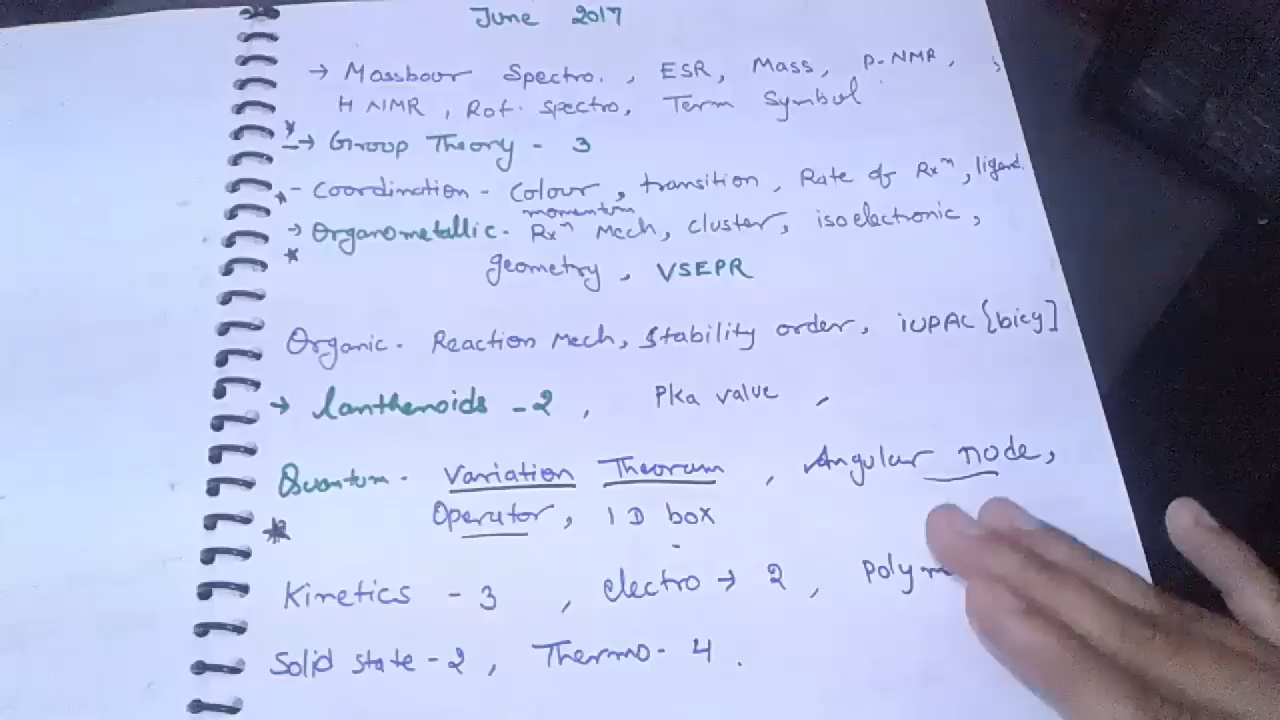 June 2017
→ Massbour Spectro. , ESR, Mass, P-NMR, ,
H NMR, Rot. spectro, Term symbol
→ Group Theory - 3
- Coordination - colour, transition, Rate of Rxⁿ, ligand.
momentum
→ Organometallic - Rxⁿ Mech, cluster, isoelectronic,
geometry, VSEPR
Organic - Reaction Mech, Stability order, iUPAC {bicy]
→ lanthenoids - 2 , Pka value ,
Quantum - Variation Theoram , Angular node,
Operator, 1D box
Kinetics - 3 , electro → 2 ,
Solid state - 2 , Thermo - 4 .